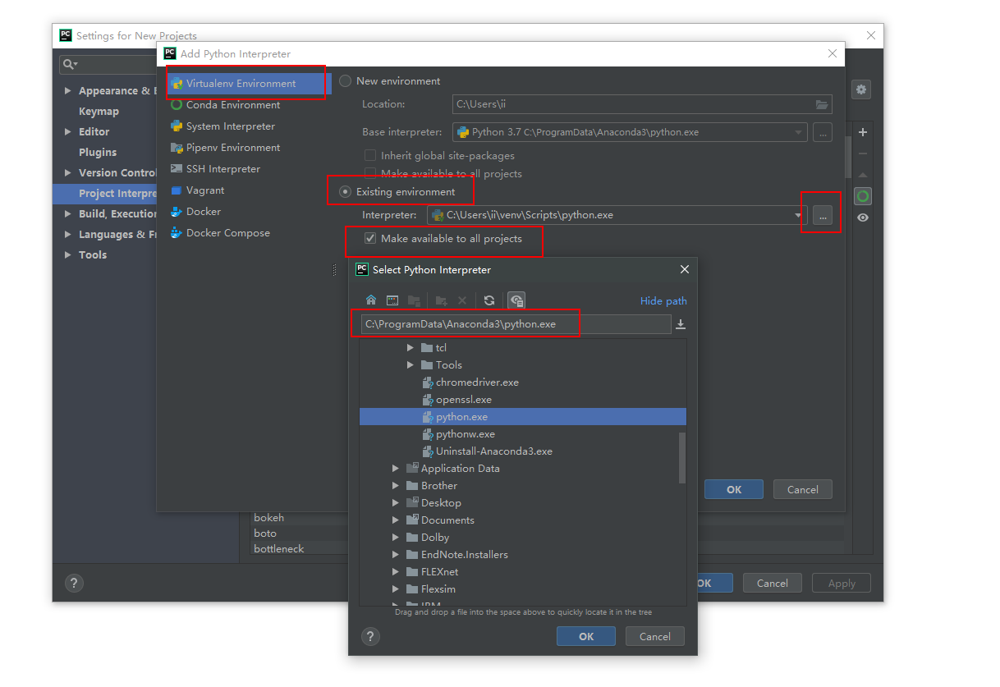 Settings for New Projects
Add Python Interpreter
Appearance & B
Keymap
Editor
Plugins
Version Control
Project Interpre
Build, Execution
Languages & Fr
Tools
Virtualenv Environment
Conda Environment
System Interpreter
Pipenv Environment
SSH Interpreter
Vagrant
Docker
Docker Compose
New environment
Location: C:\Users\ii
Base interpreter: Python 3.7 C:\ProgramData\Anaconda3\python.exe ...
Inherit global site-packages
Make available to all projects
Existing environment
Interpreter: C:\Users\ii\venv\Scripts\python.exe ...
Make available to all projects
PC Select Python Interpreter
Hide path
C:\ProgramData\Anaconda3\python.exe
tcl
Tools
chromedriver.exe
openssl.exe
python.exe
pythonw.exe
Uninstall-Anaconda3.exe
Application Data
Brother
Desktop
Documents
Dolby
EndNote.Installers
FLEXnet
Flexsim
IBM
Drag and drop a file into the space above to quickly locate it in the tree
? OK Cancel
OK Cancel
bokeh
boto
bottleneck
? OK Cancel Apply